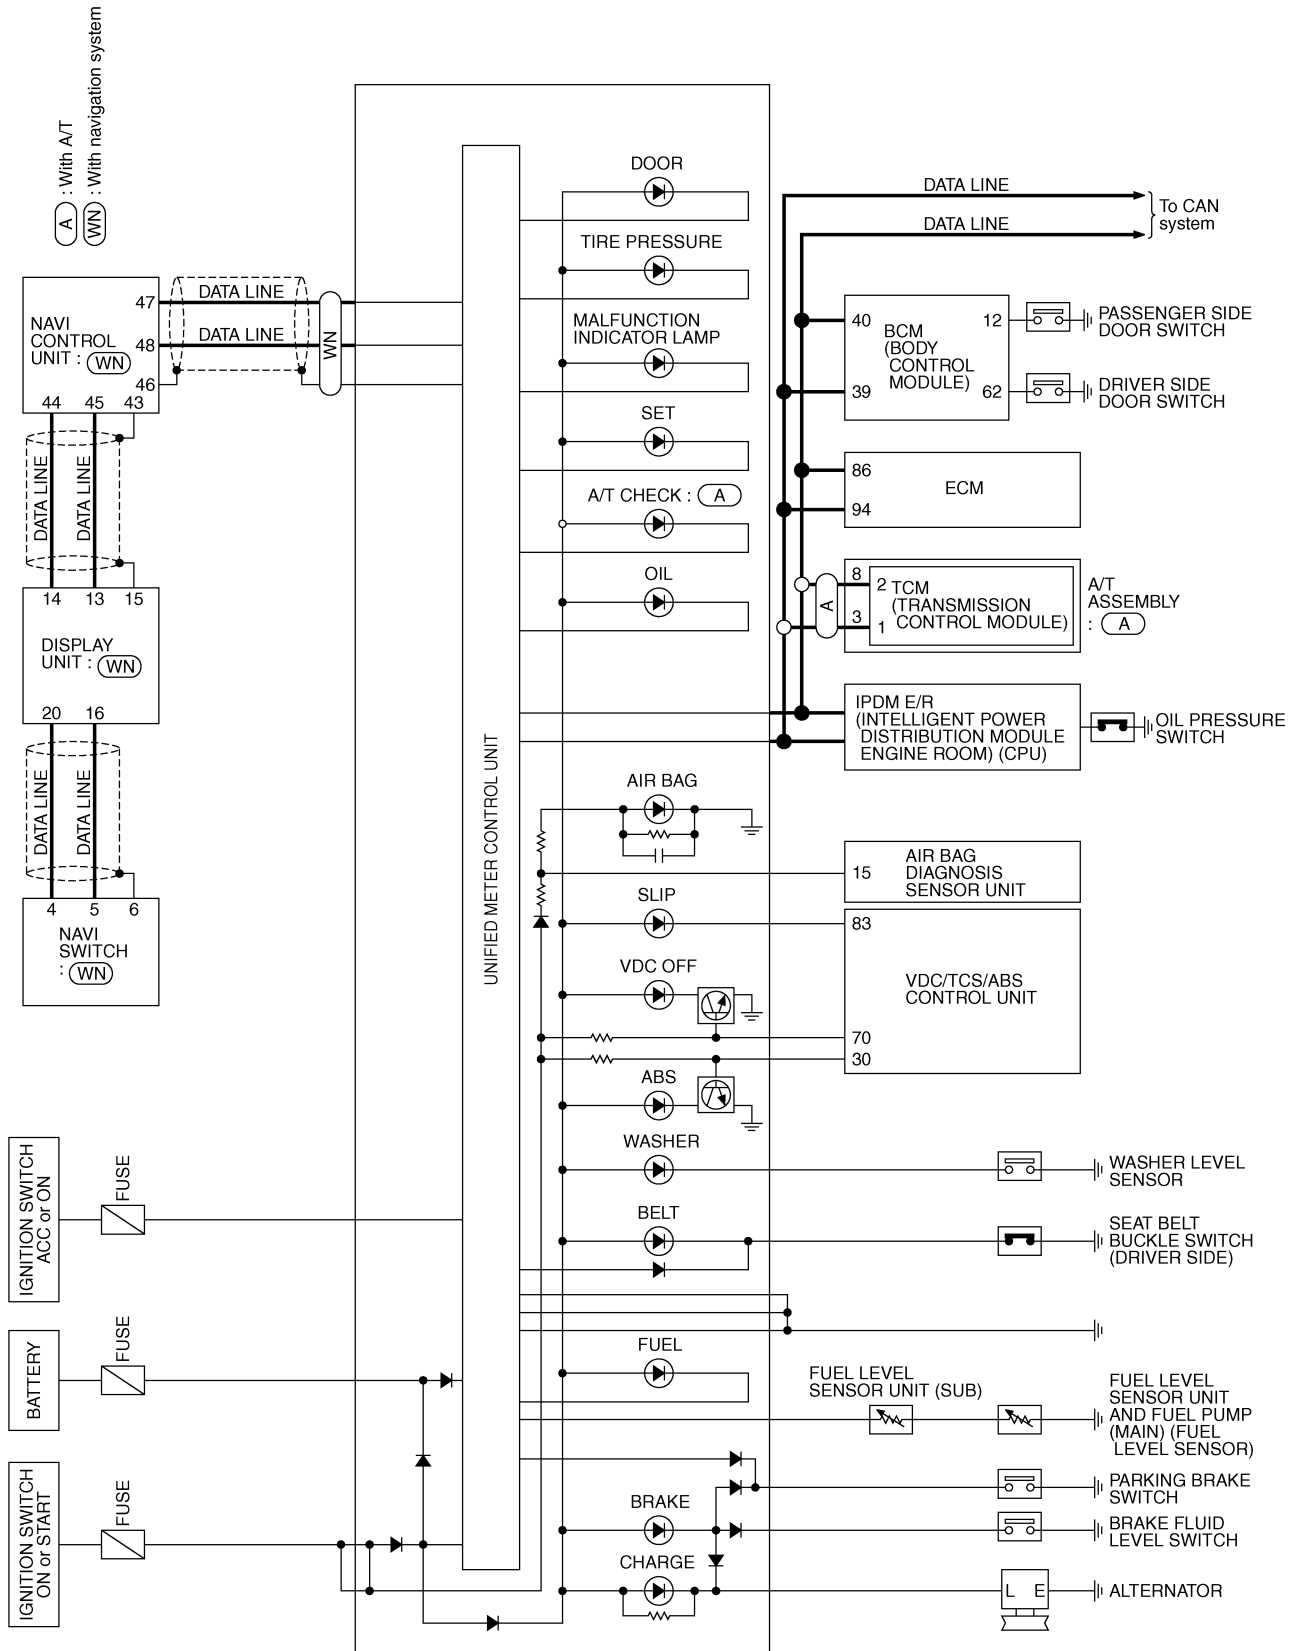 A : With A/T
WN : With navigation system
NAVI
CONTROL
UNIT : WN
47
48
46
44 45 43
DATA LINE
DATA LINE
WN
DATA LINE
DATA LINE
14 13 15
DISPLAY
UNIT : WN
20 16
DATA LINE
DATA LINE
4 5 6
NAVI
SWITCH
: WN
IGNITION SWITCH
ACC or ON
FUSE
BATTERY
FUSE
IGNITION SWITCH
ON or START
FUSE
UNIFIED METER CONTROL UNIT
DOOR
TIRE PRESSURE
MALFUNCTION
INDICATOR LAMP
SET
A/T CHECK : A
OIL
AIR BAG
SLIP
VDC OFF
ABS
WASHER
BELT
FUEL
BRAKE
CHARGE
DATA LINE
DATA LINE
To CAN
system
40
39
BCM
(BODY
CONTROL
MODULE)
12
62
PASSENGER SIDE
DOOR SWITCH
DRIVER SIDE
DOOR SWITCH
86
94
ECM
A
8
3
2
1
TCM
(TRANSMISSION
CONTROL MODULE)
A/T
ASSEMBLY
: A
IPDM E/R
(INTELLIGENT POWER
DISTRIBUTION MODULE
ENGINE ROOM) (CPU)
OIL PRESSURE
SWITCH
15
AIR BAG
DIAGNOSIS
SENSOR UNIT
83
70
30
VDC/TCS/ABS
CONTROL UNIT
WASHER LEVEL
SENSOR
SEAT BELT
BUCKLE SWITCH
(DRIVER SIDE)
FUEL LEVEL
SENSOR UNIT (SUB)
FUEL LEVEL
SENSOR UNIT
AND FUEL PUMP
(MAIN) (FUEL
LEVEL SENSOR)
PARKING BRAKE
SWITCH
BRAKE FLUID
LEVEL SWITCH
L E
ALTERNATOR